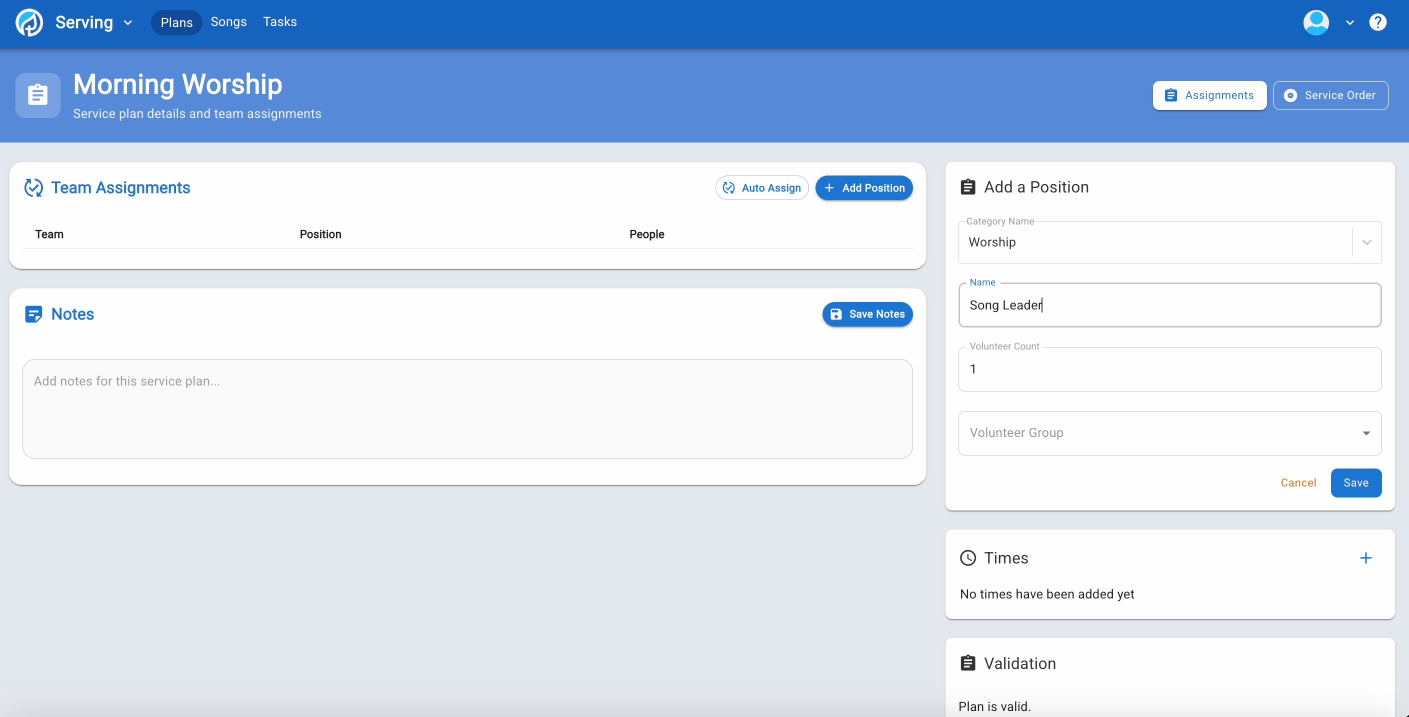 Serving
Plans
Songs
Tasks
Morning Worship
Service plan details and team assignments
Assignments
Service Order
Team Assignments
Auto Assign
+ Add Position
Team
Position
People
Notes
Save Notes
Add notes for this service plan...
Add a Position
Category Name
Worship
Name
Song Leader
Volunteer Count
1
Volunteer Group
Cancel
Save
Times
No times have been added yet
Validation
Plan is valid.